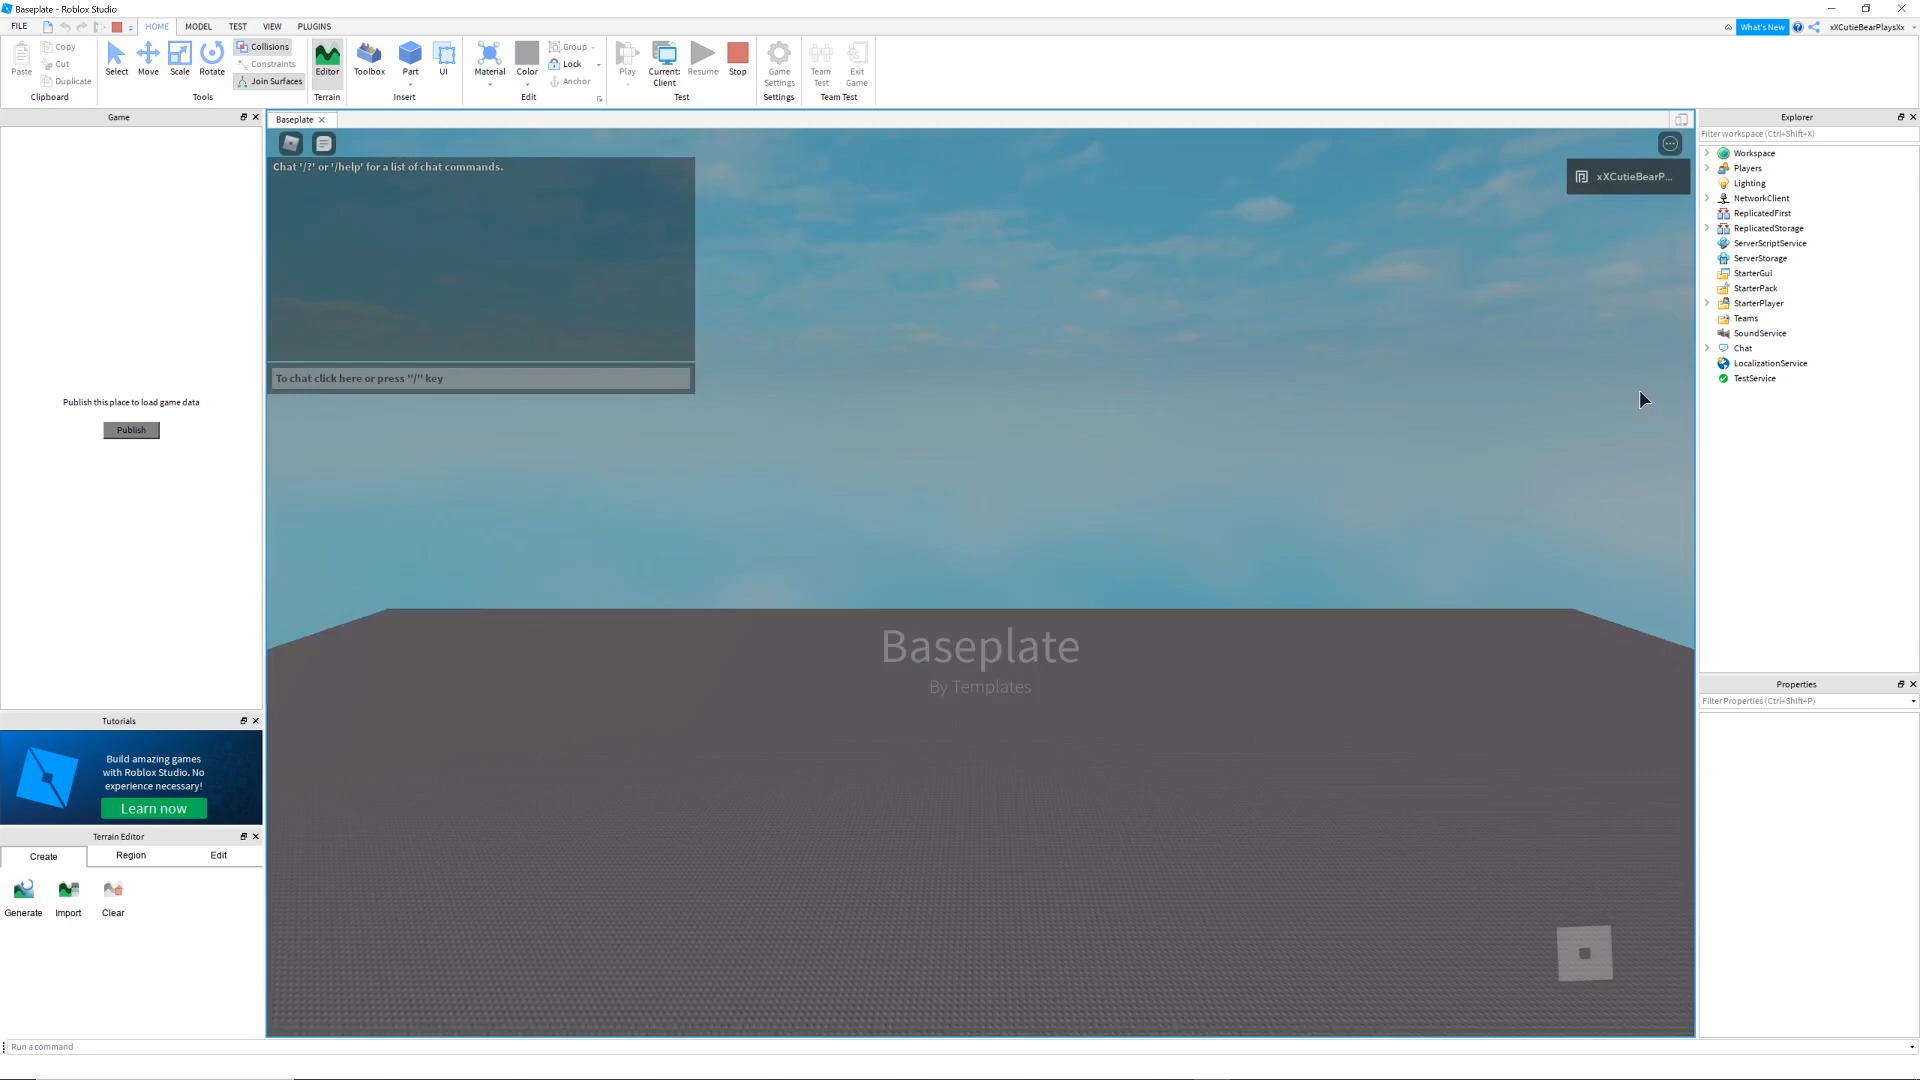 Baseplate - Roblox Studio
FILE HOME MODEL TEST VIEW PLUGINS What's New xXCutieBearPlaysXx
Paste Copy Cut Duplicate
Clipboard
Select Move Scale Rotate
Collisions
Constraints
Join Surfaces
Tools
Editor
Terrain
Toolbox Part UI
Insert
Material Color
Group
Lock
Anchor
Edit
Play Current: Client Resume Stop
Test
Game Settings
Settings
Team Test Exit Game
Team Test
Game
Publish this place to load game data
Publish
Tutorials
Build amazing games
with Roblox Studio. No
experience necessary!
Learn now
Terrain Editor
Create Region Edit
Generate Import Clear
Baseplate
Chat '/?' or '/help' for a list of chat commands.
To chat click here or press "/" key
xXCutieBearP...
Baseplate
By Templates
Explorer
Filter workspace (Ctrl+Shift+X)
Workspace
Players
Lighting
NetworkClient
ReplicatedFirst
ReplicatedStorage
ServerScriptService
ServerStorage
StarterGui
StarterPack
StarterPlayer
Teams
SoundService
Chat
LocalizationService
TestService
Properties
Filter Properties (Ctrl+Shift+P)
Run a command